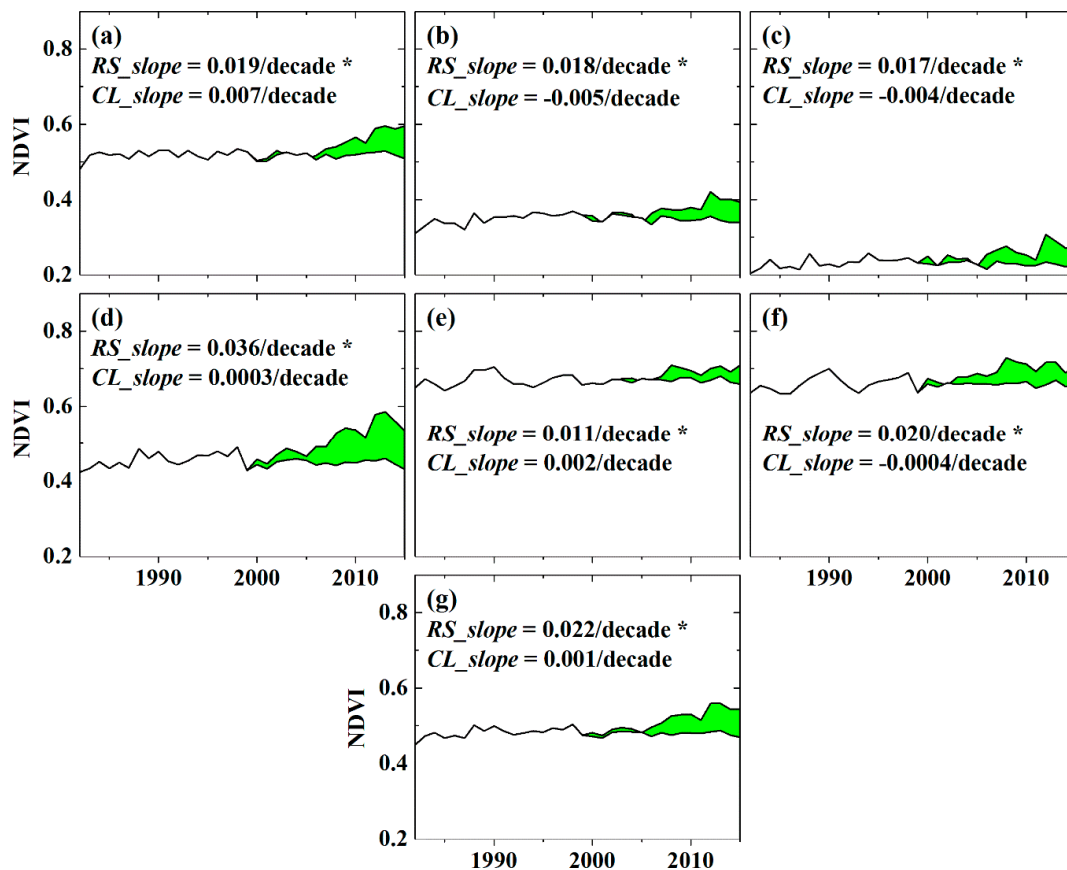 (a)
RS_slope = 0.019/decade *
CL_slope = 0.007/decade
(b)
RS_slope = 0.018/decade *
CL_slope = -0.005/decade
(c)
RS_slope = 0.017/decade *
CL_slope = -0.004/decade
NDVI
0.8
0.6
0.4
0.2
(d)
RS_slope = 0.036/decade *
CL_slope = 0.0003/decade
(e)
RS_slope = 0.011/decade *
CL_slope = 0.002/decade
(f)
RS_slope = 0.020/decade *
CL_slope = -0.0004/decade
NDVI
0.8
0.6
0.4
0.2
1990
2000
2010
1990
2000
2010
(g)
RS_slope = 0.022/decade *
CL_slope = 0.001/decade
NDVI
0.8
0.6
0.4
0.2
1990
2000
2010